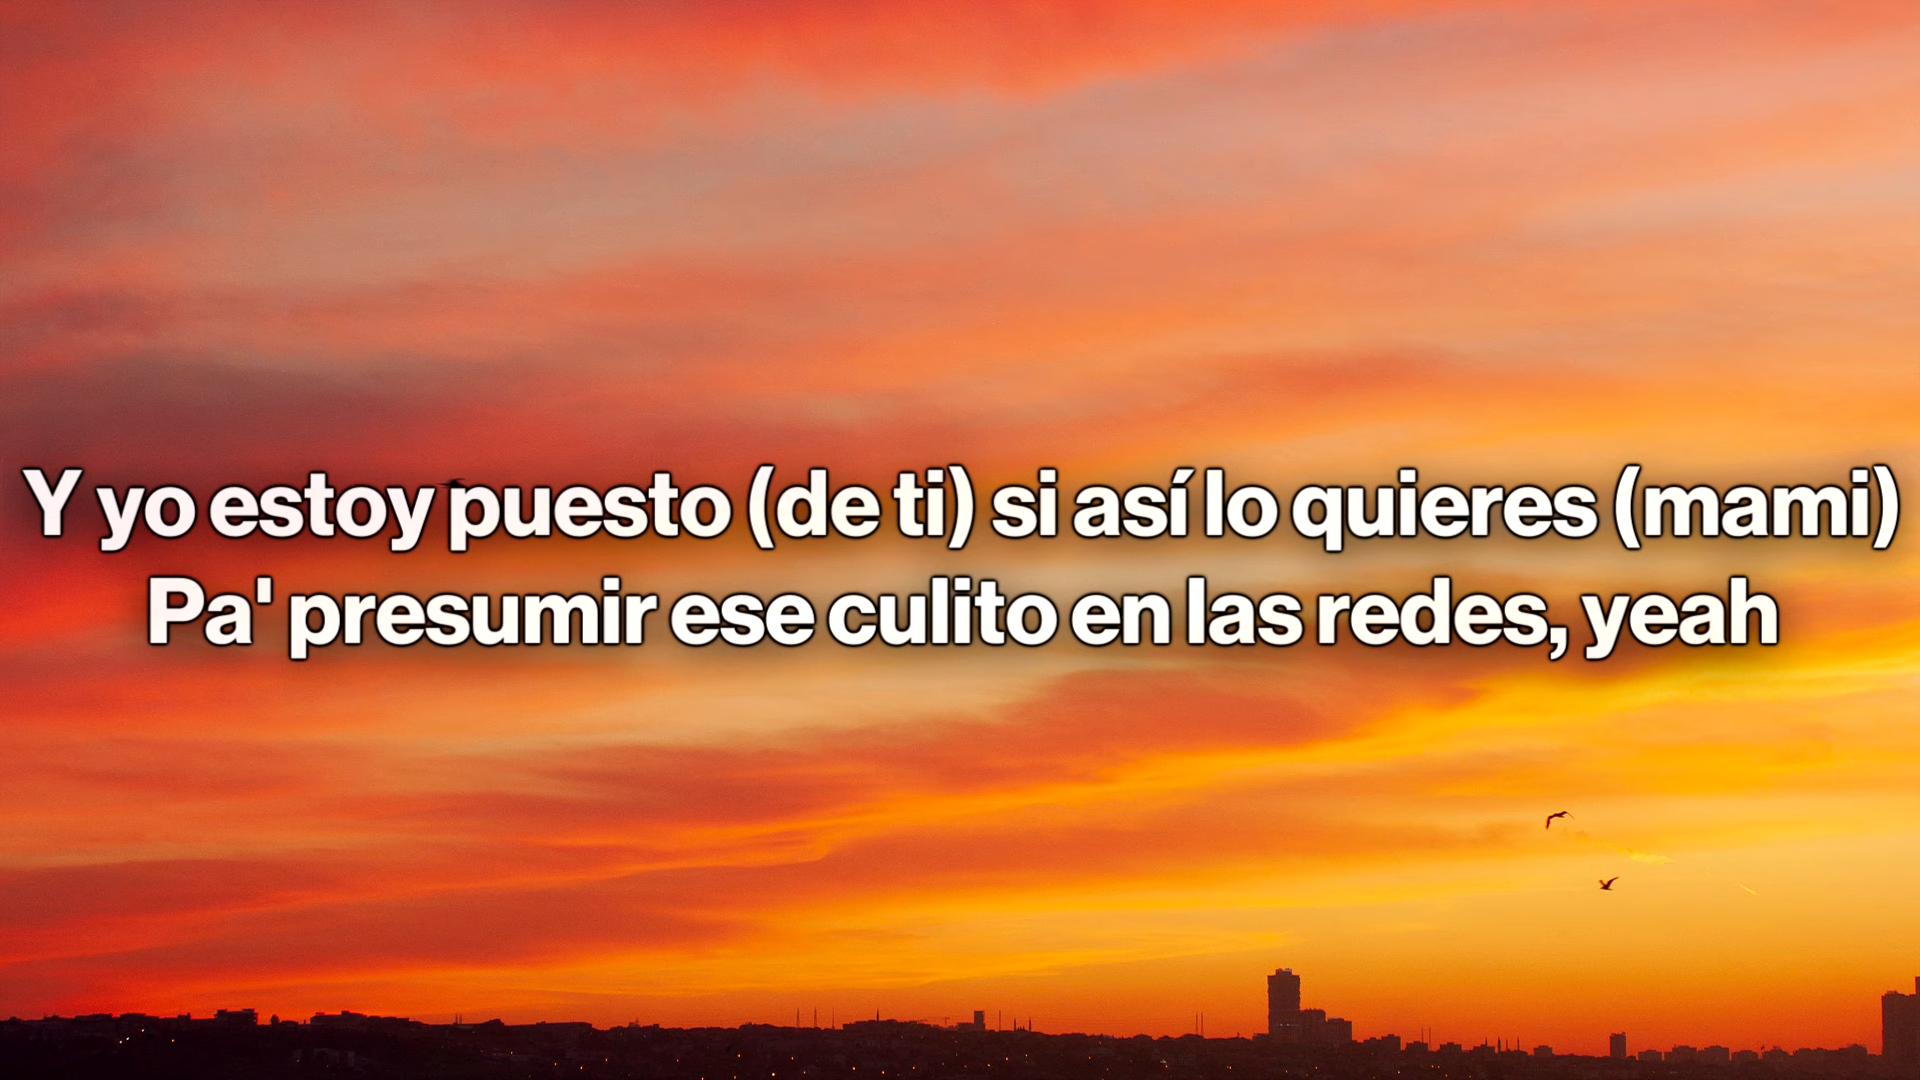 Y yo estoy puesto (de ti) si así lo quieres (mami)
Pa' presumir ese culito en las redes, yeah